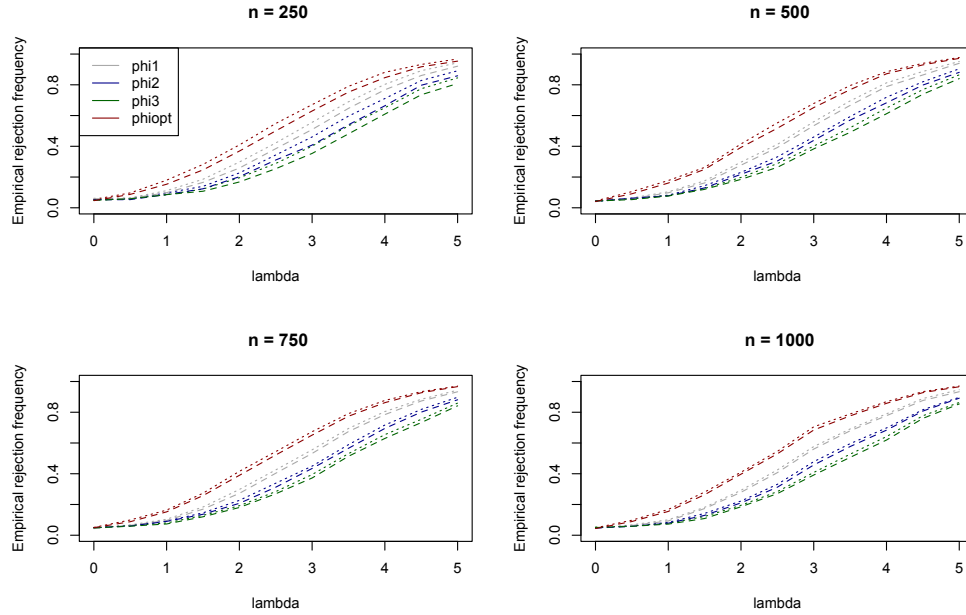 n = 250
Empirical rejection frequency
0.0 0.4 0.8
phi1
phi2
phi3
phiopt
0 1 2 3 4 5
lambda
n = 500
Empirical rejection frequency
0.0 0.4 0.8
0 1 2 3 4 5
lambda
n = 750
Empirical rejection frequency
0.0 0.4 0.8
0 1 2 3 4 5
lambda
n = 1000
Empirical rejection frequency
0.0 0.4 0.8
0 1 2 3 4 5
lambda